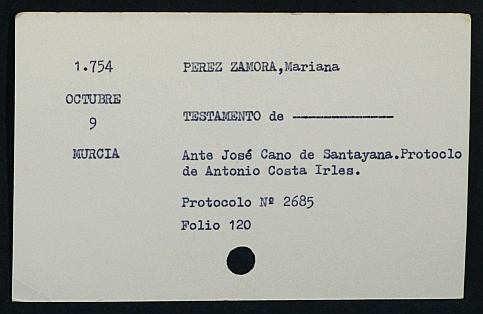 1.754
PEREZ ZAMORA,Mariana
OCTUBRE
9
TESTAMENTO de -------------
MURCIA
Ante José Cano de Santayana.Protoclo
de Antonio Costa Irles.
Protocolo Nº 2685
Folio 120